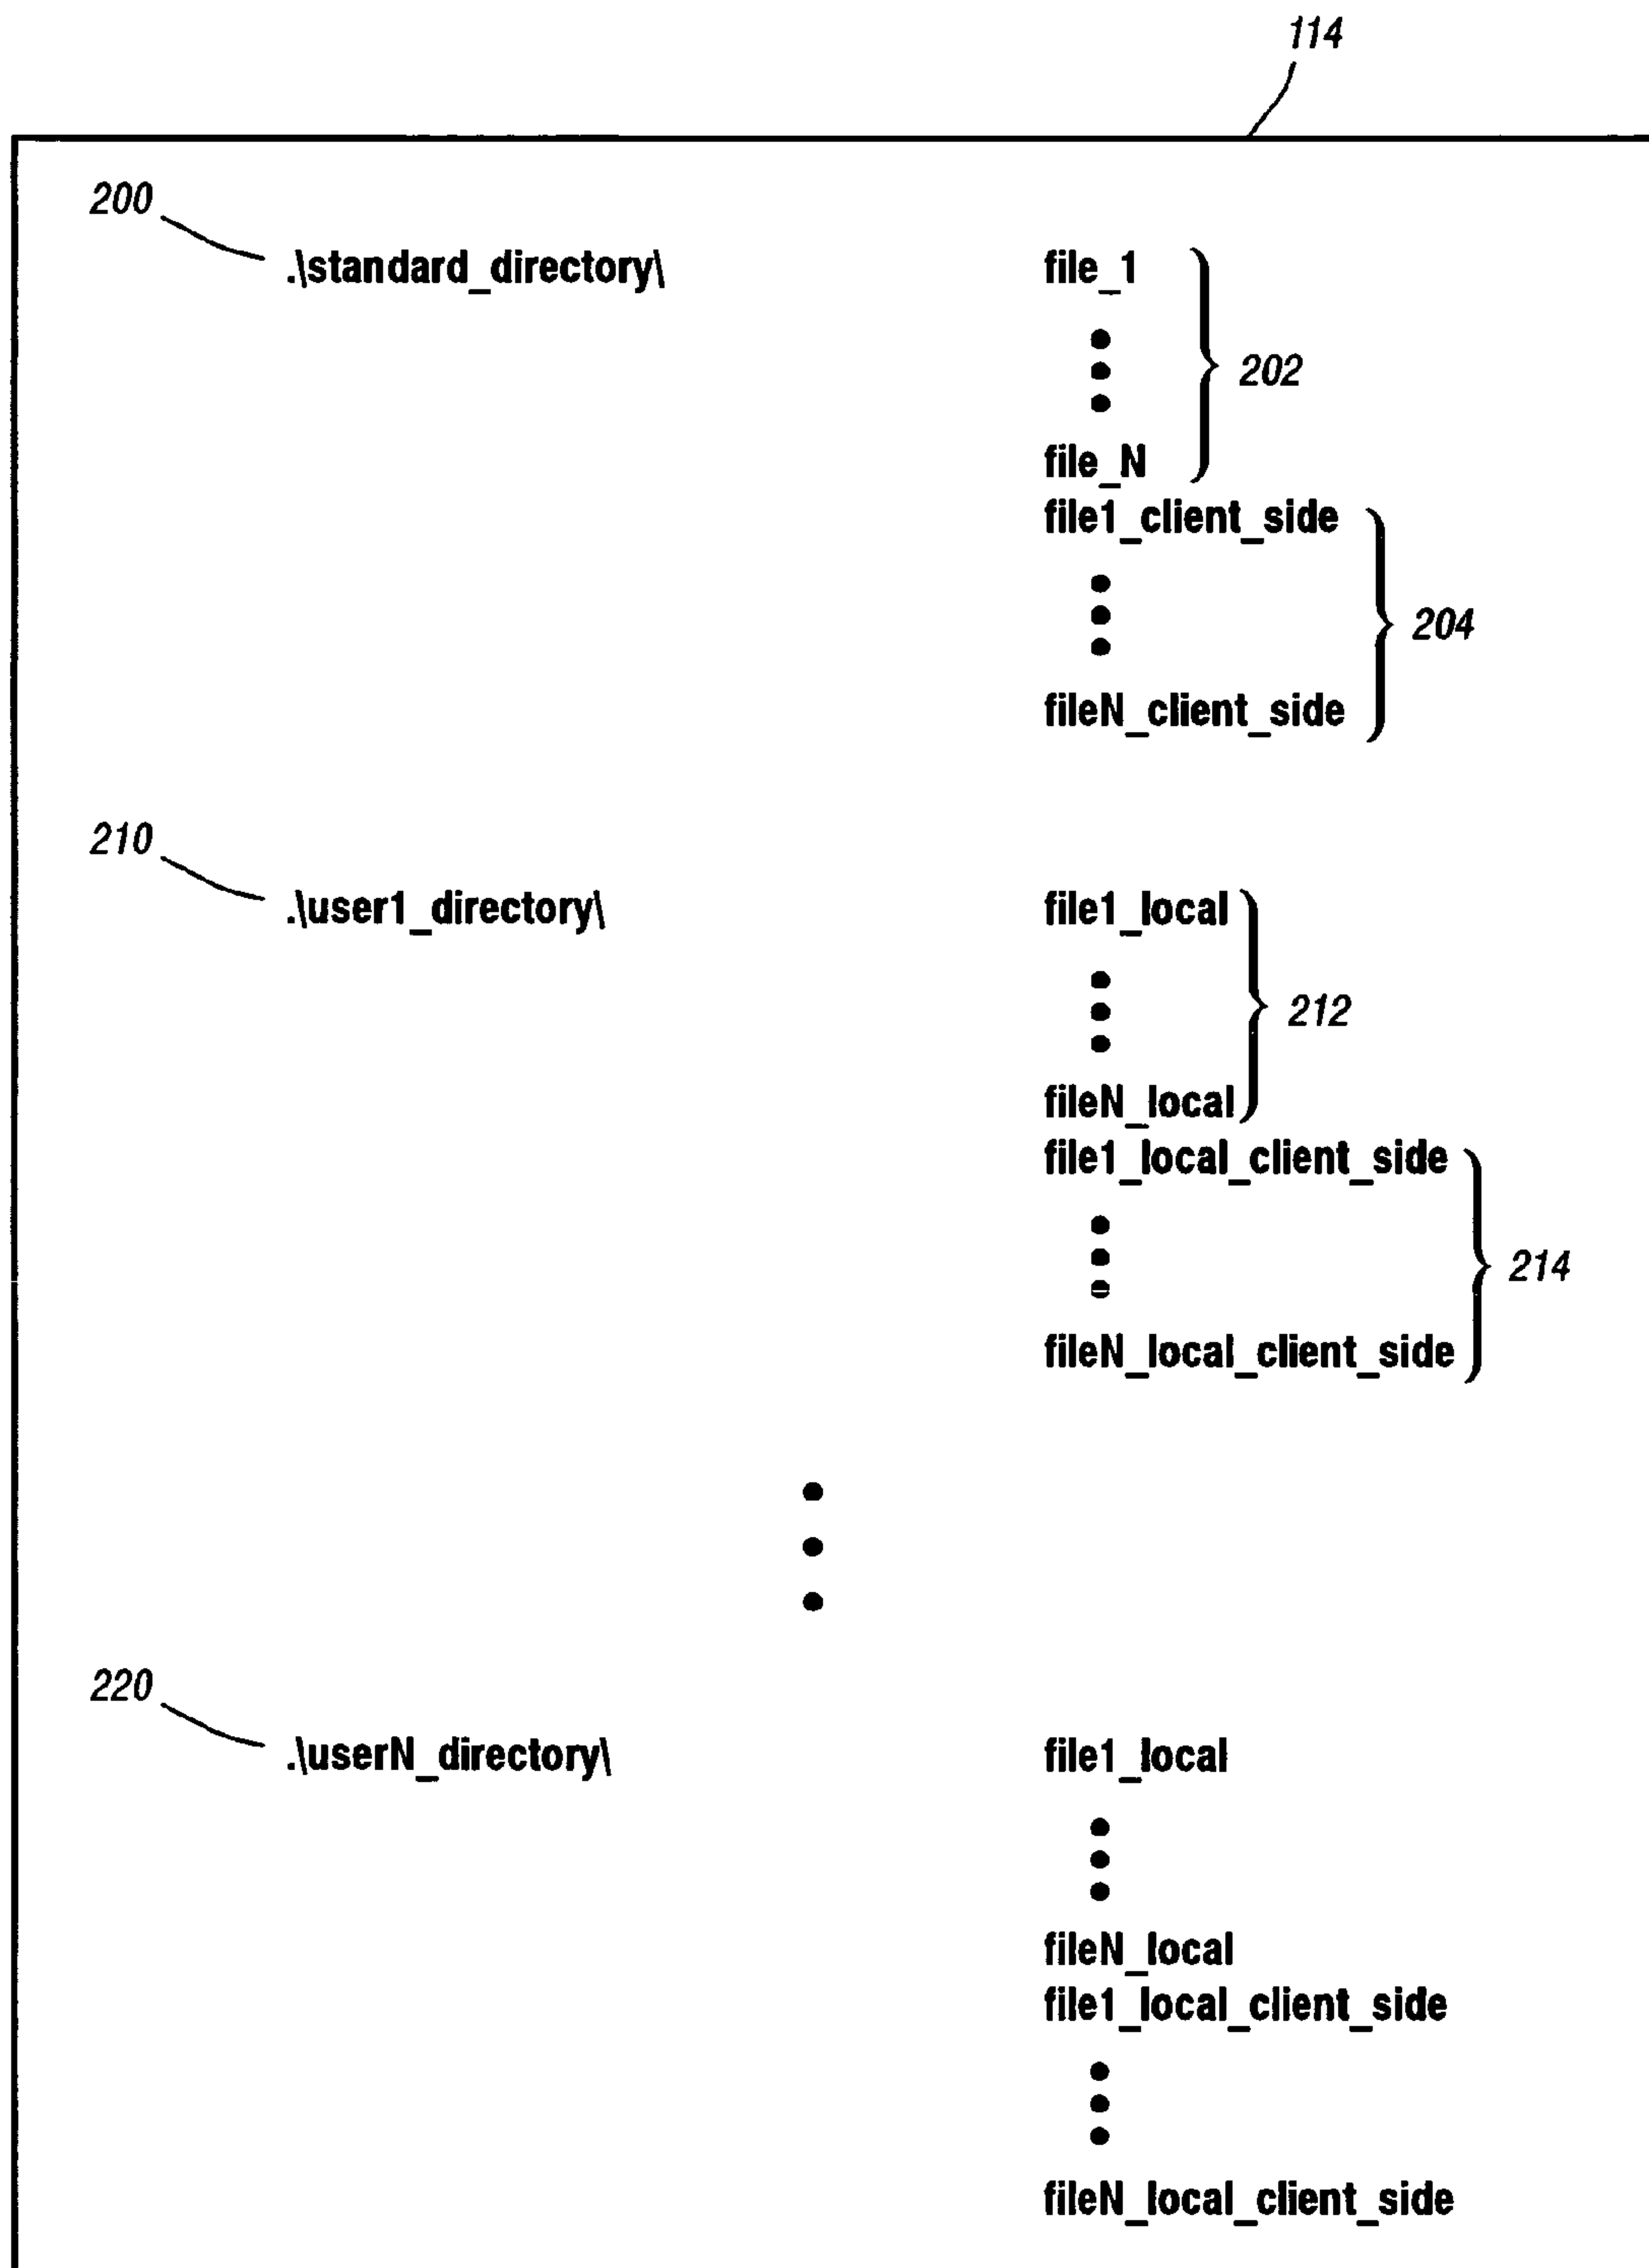 114
200
.\standard_directory\ file_1
202
file_N
file1_client_side
204
fileN_client_side
210
.\user1_directory\ file1_local
212
fileN_local
file1_local_client_side
214
fileN_local_client_side
220
.\userN_directory\ file1_local
fileN_local
file1_local_client_side
fileN_local_client_side